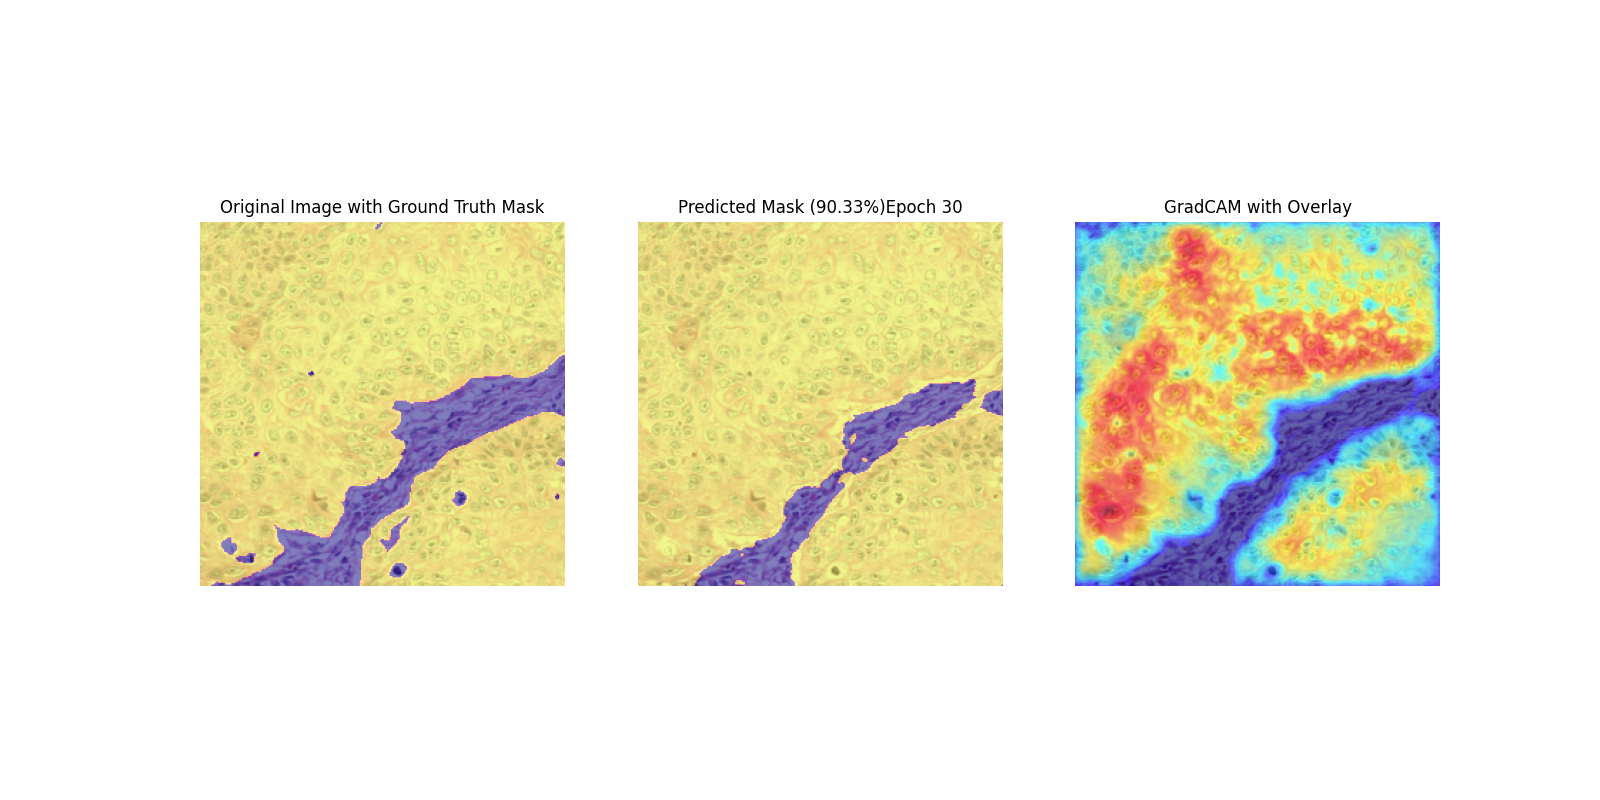 Original Image with Ground Truth Mask
Predicted Mask (90.33%)Epoch 30
GradCAM with Overlay